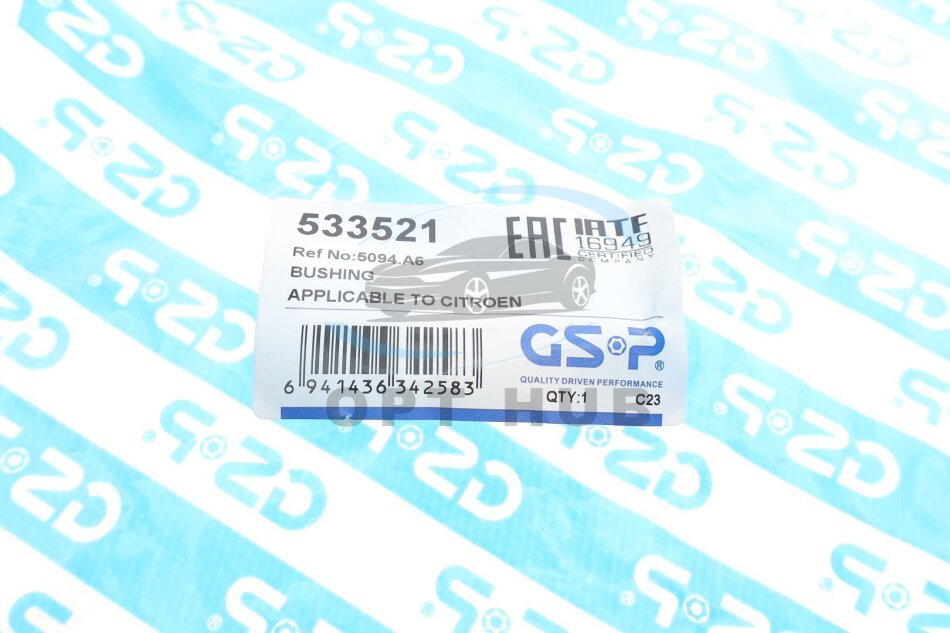 533521
Ref No:5094.A6
BUSHING
APPLICABLE TO CITROEN
EAC
IATF
16949
CERTIFIED
COMPANY
GSP®
QUALITY DRIVEN PERFORMANCE
6 941436 342583
QTY:1 C23
OPT HUB